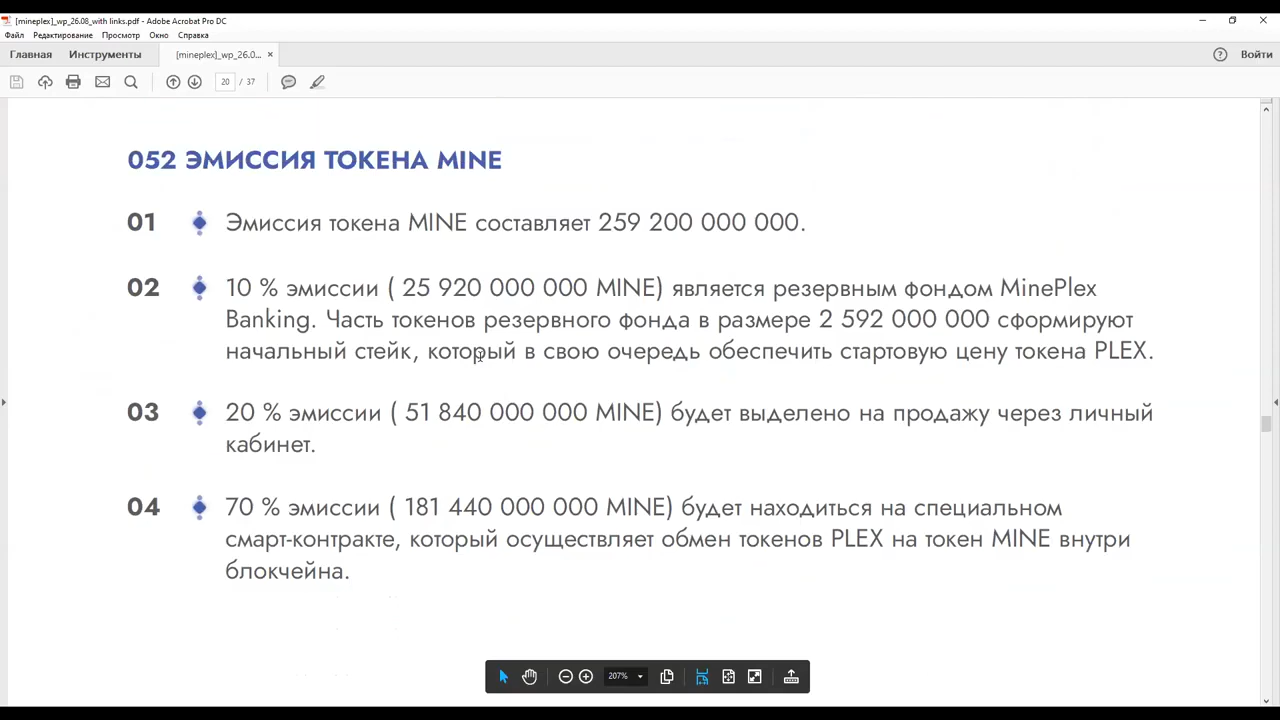 [mineplex]_wp_26.08_with links.pdf - Adobe Acrobat Pro DC
Файл Редактирование Просмотр Окно Справка
Главная Инструменты [mineplex]_wp_26.0... × Войти
20 / 37
052 ЭМИССИЯ ТОКЕНА MINE
01 Эмиссия токена MINE составляет 259 200 000 000.
02 10 % эмиссии ( 25 920 000 000 MINE) является резервным фондом MinePlex
Banking. Часть токенов резервного фонда в размере 2 592 000 000 сформируют
начальный стейк, который в свою очередь обеспечить стартовую цену токена PLEX.
03 20 % эмиссии ( 51 840 000 000 MINE) будет выделено на продажу через личный
кабинет.
04 70 % эмиссии ( 181 440 000 000 MINE) будет находиться на специальном
смарт-контракте, который осуществляет обмен токенов PLEX на токен MINE внутри
блокчейна.
207%